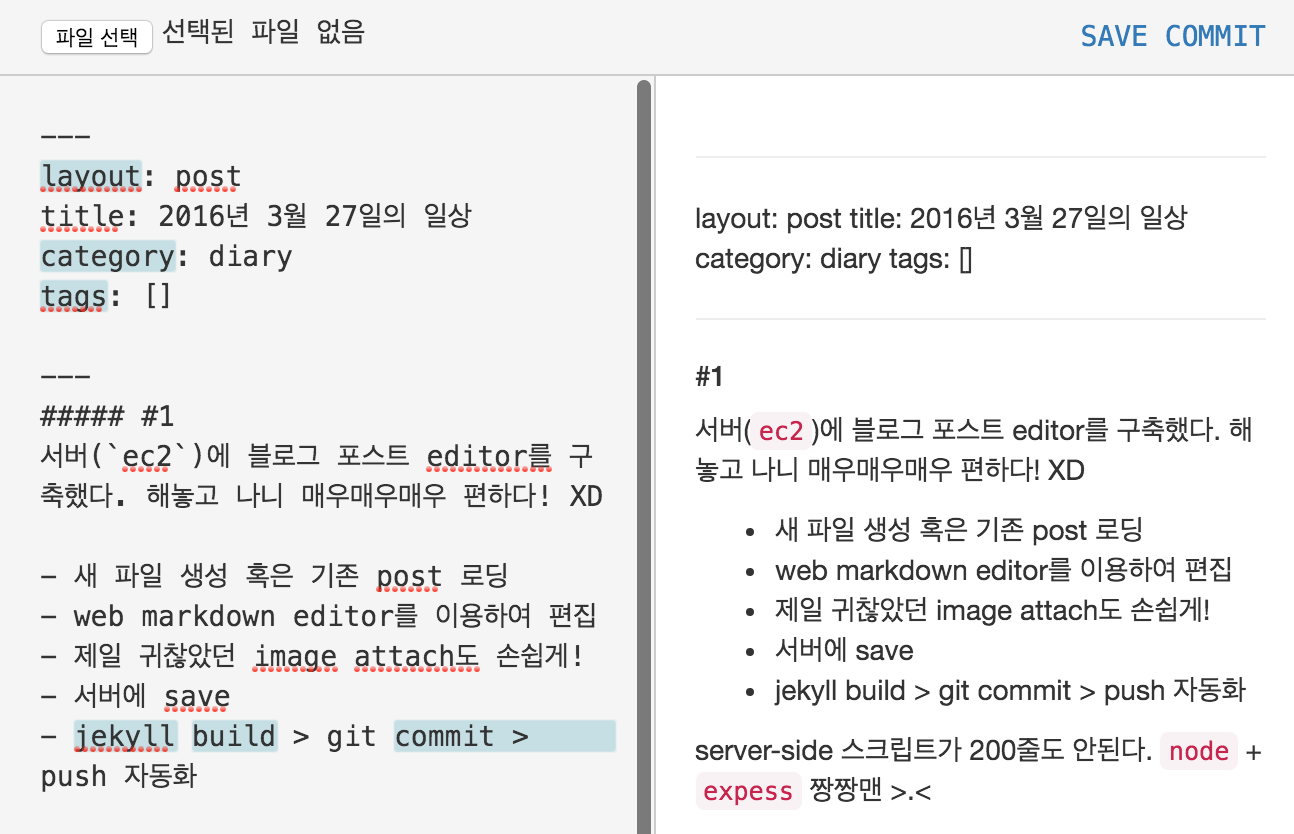 파일 선택 선택된 파일 없음
SAVE COMMIT
---
layout: post
title: 2016년 3월 27일의 일상
category: diary
tags: []
---
##### #1
서버(`ec2`)에 블로그 포스트 editor를 구
축했다. 해놓고 나니 매우매우매우 편하다! XD
- 새 파일 생성 혹은 기존 post 로딩
- web markdown editor를 이용하여 편집
- 제일 귀찮았던 image attach도 손쉽게!
- 서버에 save
- jekyll build > git commit >
push 자동화
layout: post title: 2016년 3월 27일의 일상
category: diary tags: []
#1
서버(ec2)에 블로그 포스트 editor를 구축했다. 해
놓고 나니 매우매우매우 편하다! XD
• 새 파일 생성 혹은 기존 post 로딩
• web markdown editor를 이용하여 편집
• 제일 귀찮았던 image attach도 손쉽게!
• 서버에 save
• jekyll build > git commit > push 자동화
server-side 스크립트가 200줄도 안된다. node +
expess 짱짱맨 >.<